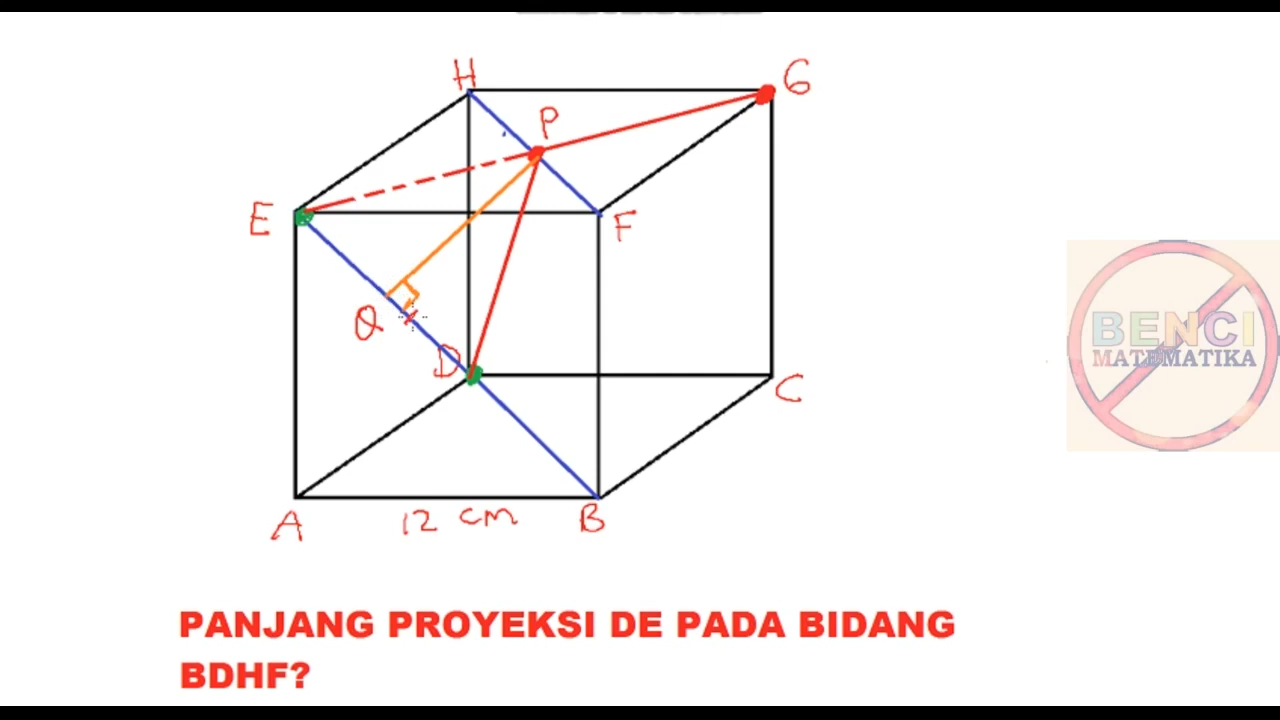 H
G
P
E
F
Q
D
C
A
12 cm
B
BENCI
MATEMATIKA
PANJANG PROYEKSI DE PADA BIDANG
BDHF?